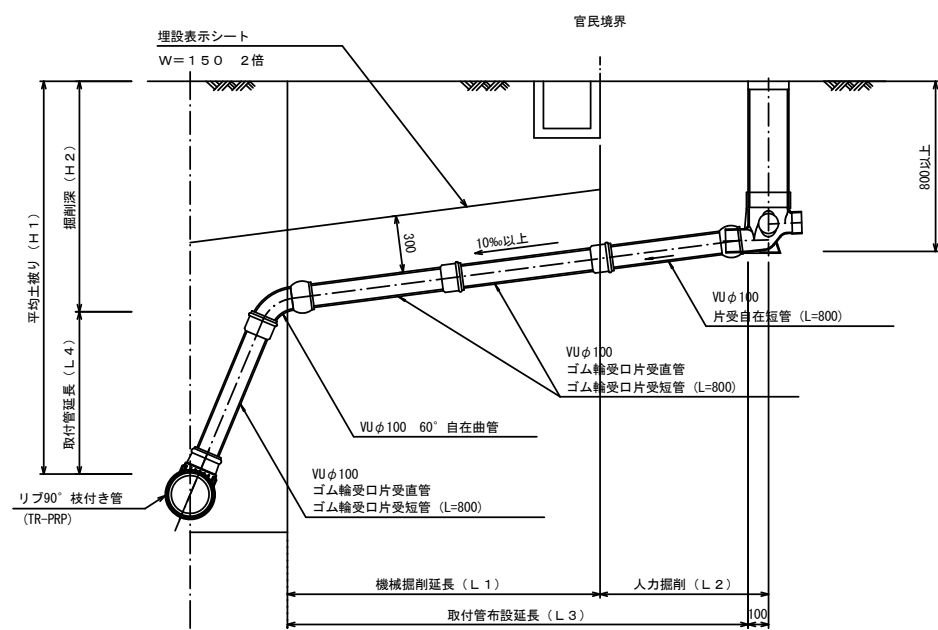 官民境界
埋設表示シート
W=150 2倍
平均土被り(H1)
掘削深(H2)
取付管延長(L4)
800以上
300
10‰以上
VUφ100
片受自在短管(L=800)
VUφ100
ゴム輪受口片受直管
ゴム輪受口片受短管(L=800)
VUφ100 60°自在曲管
VUφ100
ゴム輪受口片受直管
ゴム輪受口片受短管(L=800)
リブ90°枝付き管
(TR-PRP)
機械掘削延長(L1)
人力掘削(L2)
取付管布設延長(L3)
100